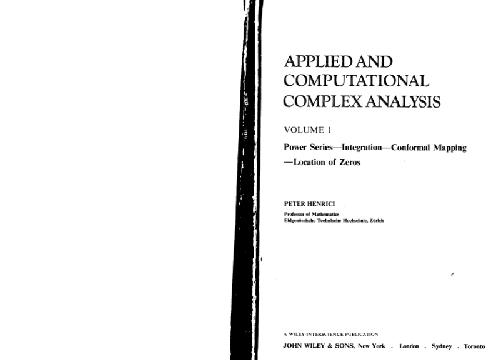 APPLIED AND
COMPUTATIONAL
COMPLEX ANALYSIS
VOLUME I
Power Series—Integration—Conformal Mapping
—Location of Zeros
PETER HENRICI
Professor of Mathematics
Eidgenössische Technische Hochschule, Zürich
A WILEY-INTERSCIENCE PUBLICATION
JOHN WILEY & SONS, New York . London . Sydney . Toronto